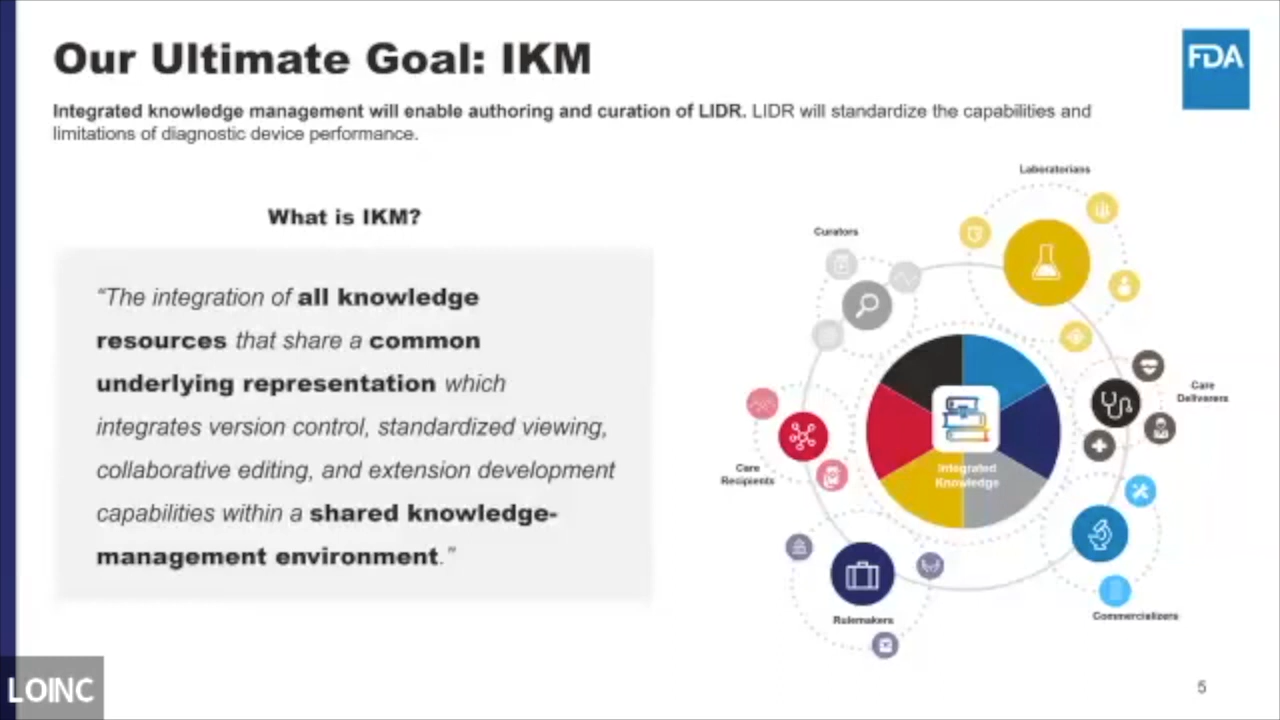 Our Ultimate Goal: IKM
FDA
Integrated knowledge management will enable authoring and curation of LIDR. LIDR will standardize the capabilities and
limitations of diagnostic device performance.
What is IKM?
“The integration of all knowledge
resources that share a common
underlying representation which
integrates version control, standardized viewing,
collaborative editing, and extension development
capabilities within a shared knowledge-
management environment.”
Laboratorians
Curators
Care
Deliverers
Integrated
Knowledge
Care
Recipients
Rulemakers
Commercializers
LOINC
5